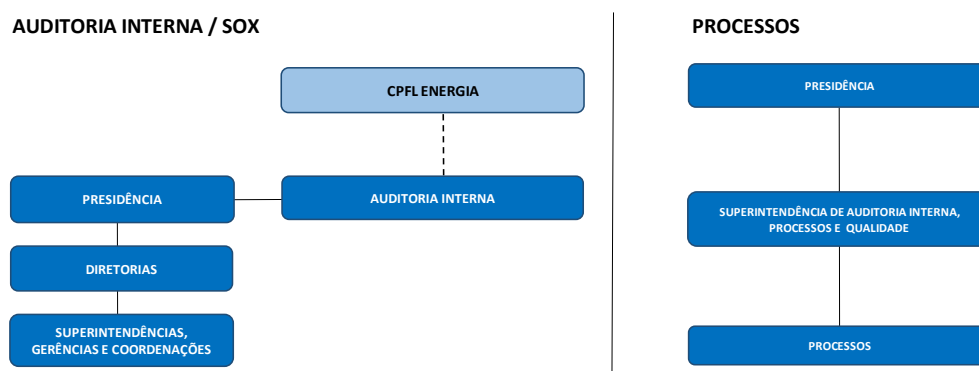 AUDITORIA INTERNA / SOX
CPFL ENERGIA
PRESIDÊNCIA
AUDITORIA INTERNA
DIRETORIAS
SUPERINTENDÊNCIAS,
GERÊNCIAS E COORDENAÇÕES
PROCESSOS
PRESIDÊNCIA
SUPERINTENDÊNCIA DE AUDITORIA INTERNA,
PROCESSOS E QUALIDADE
PROCESSOS